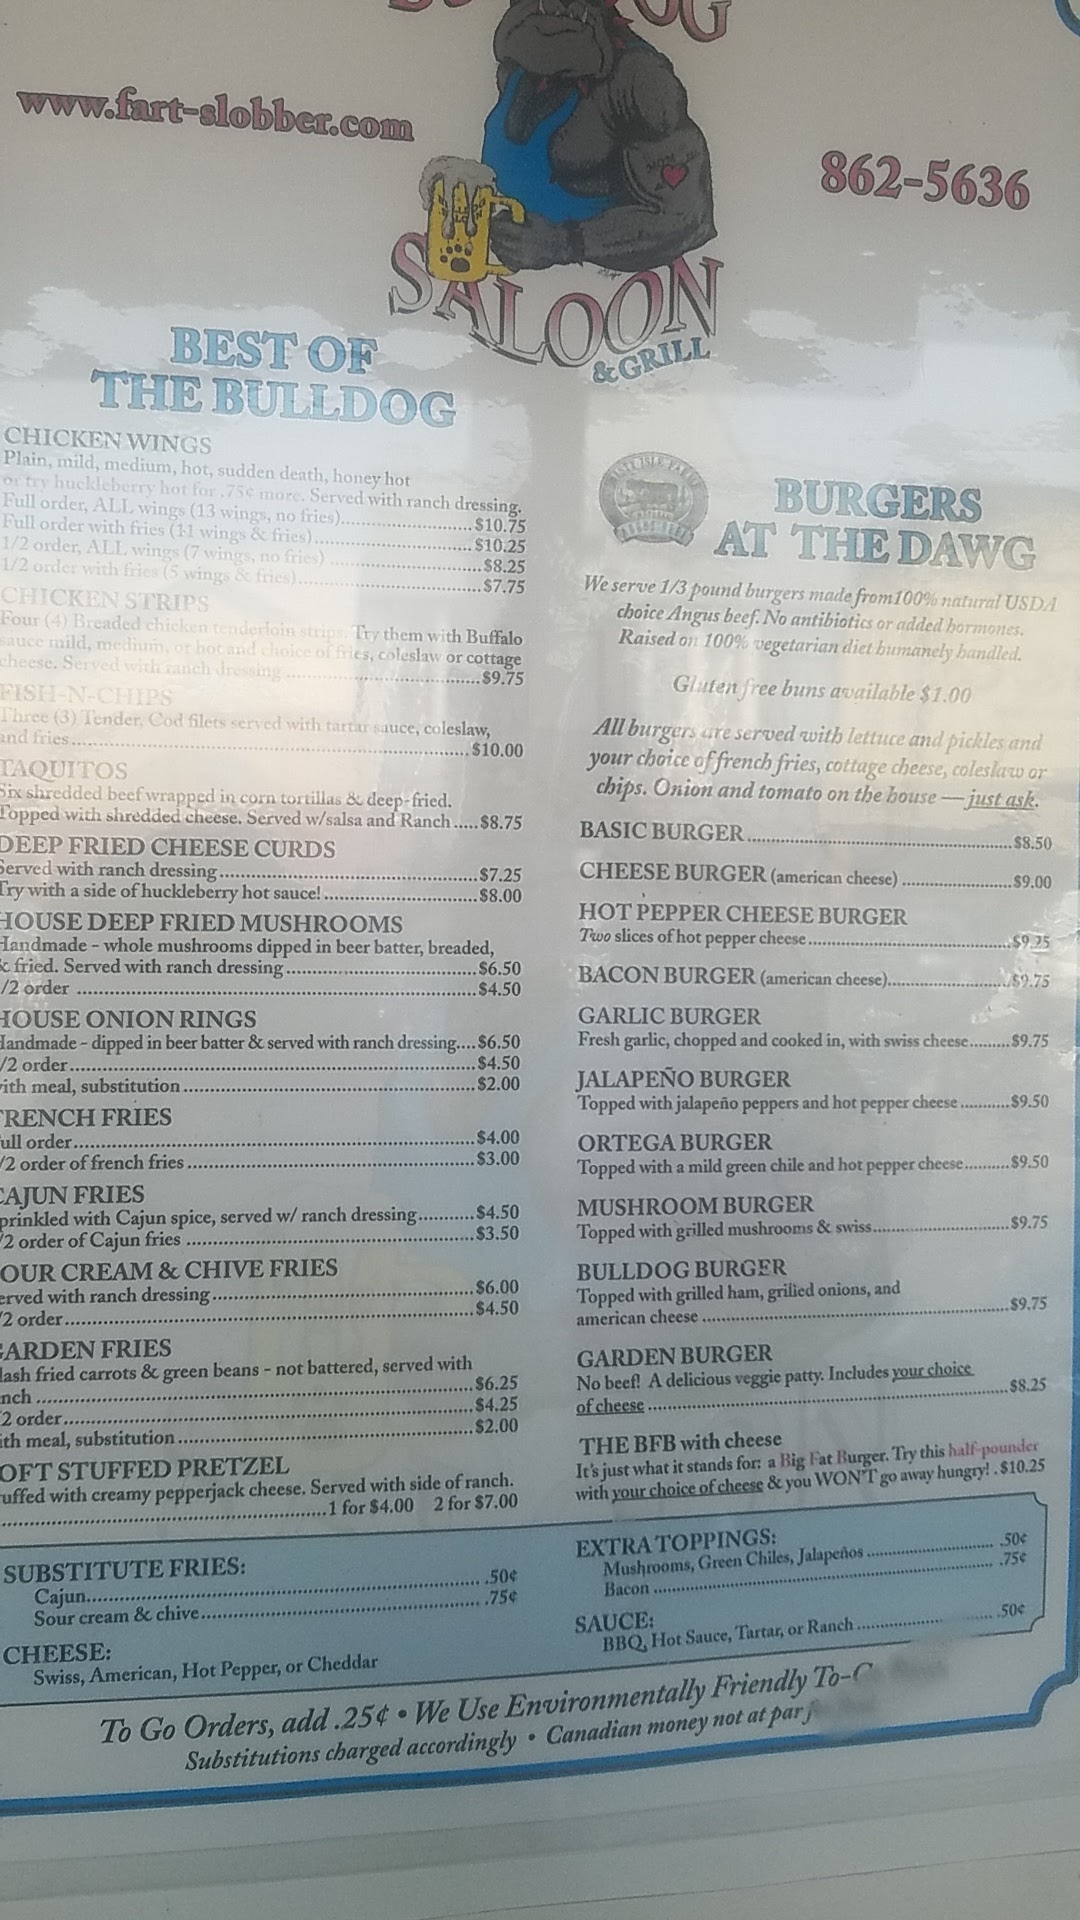 www.fart-slobber.com
862-5636
SALOON
& GRILL
BEST OF
THE BULLDOG
CHICKEN WINGS
Plain, mild, medium, hot, sudden death, honey hot
or try huckleberry hot for .75¢ more. Served with ranch dressing.
Full order, ALL wings (13 wings, no fries)....................$10.75
Full order with fries (11 wings & fries)....................$10.25
1/2 order, ALL wings (7 wings, no fries)....................$8.25
1/2 order with fries (5 wings & fries)....................$7.75
CHICKEN STRIPS
Four (4) Breaded chicken tenderloin strips. Try them with Buffalo
sauce mild, medium, or hot and choice of fries, coleslaw or cottage
cheese. Served with ranch dressing....................$9.75
FISH-N-CHIPS
Three (3) Tender, Cod filets served with tartar sauce, coleslaw,
and fries....................$10.00
TAQUITOS
Six shredded beef wrapped in corn tortillas & deep-fried.
Topped with shredded cheese. Served w/salsa and Ranch.....$8.75
DEEP FRIED CHEESE CURDS
Served with ranch dressing....................$7.25
Try with a side of huckleberry hot sauce!....................$8.00
HOUSE DEEP FRIED MUSHROOMS
Handmade - whole mushrooms dipped in beer batter, breaded,
& fried. Served with ranch dressing....................$6.50
/2 order....................$4.50
HOUSE ONION RINGS
Handmade - dipped in beer batter & served with ranch dressing....$6.50
/2 order....................$4.50
ith meal, substitution....................$2.00
RENCH FRIES
ull order....................$4.00
/2 order of french fries....................$3.00
CAJUN FRIES
prinkled with Cajun spice, served w/ ranch dressing..........$4.50
/2 order of Cajun fries....................$3.50
OUR CREAM & CHIVE FRIES
erved with ranch dressing....................$6.00
/2 order....................$4.50
GARDEN FRIES
lash fried carrots & green beans - not battered, served with
nch....................$6.25
2 order....................$4.25
ith meal, substitution....................$2.00
OFT STUFFED PRETZEL
uffed with creamy pepperjack cheese. Served with side of ranch.
....................1 for $4.00 2 for $7.00
BURGERS
AT THE DAWG
We serve 1/3 pound burgers made from 100% natural USDA
choice Angus beef. No antibiotics or added hormones.
Raised on 100% vegetarian diet humanely handled.
Gluten free buns available $1.00
All burgers are served with lettuce and pickles and
your choice of french fries, cottage cheese, coleslaw or
chips. Onion and tomato on the house — just ask.
BASIC BURGER....................$8.50
CHEESE BURGER (american cheese)....................$9.00
HOT PEPPER CHEESE BURGER
Two slices of hot pepper cheese....................$9.25
BACON BURGER (american cheese)....................$9.75
GARLIC BURGER
Fresh garlic, chopped and cooked in, with swiss cheese.........$9.75
JALAPEÑO BURGER
Topped with jalapeño peppers and hot pepper cheese...........$9.50
ORTEGA BURGER
Topped with a mild green chile and hot pepper cheese..........$9.50
MUSHROOM BURGER
Topped with grilled mushrooms & swiss....................$9.75
BULLDOG BURGER
Topped with grilled ham, grilled onions, and
american cheese....................$9.75
GARDEN BURGER
No beef! A delicious veggie patty. Includes your choice
of cheese....................$8.25
THE BFB with cheese
It's just what it stands for: a Big Fat Burger. Try this half-pounder
with your choice of cheese & you WON'T go away hungry! .$10.25
SUBSTITUTE FRIES:
Cajun.....................50¢
Sour cream & chive.....................75¢
CHEESE:
Swiss, American, Hot Pepper, or Cheddar
EXTRA TOPPINGS:
Mushrooms, Green Chiles, Jalapeños.....................50¢
Bacon.....................75¢
SAUCE:
BBQ, Hot Sauce, Tartar, or Ranch.....................50¢
To Go Orders, add .25¢ • We Use Environmentally Friendly
Substitutions charged accordingly • Canadian money not at par